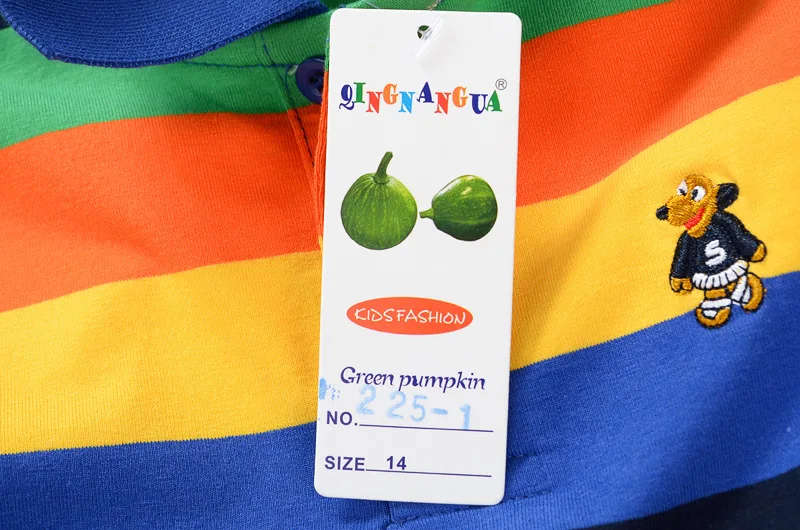 QINGNANGUA®
KIDSFASHION
Green pumpkin
NO. 225-1
SIZE 14
S